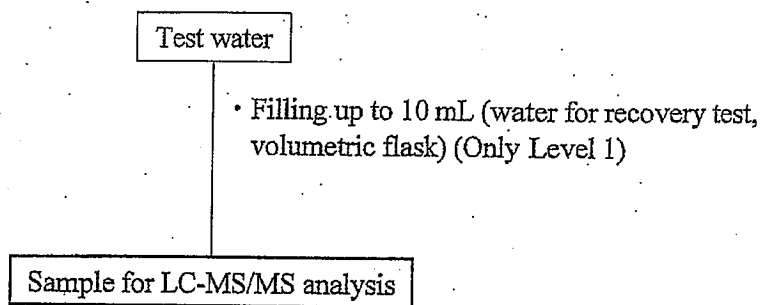 Test water
・Filling up to 10 mL (water for recovery test,
volumetric flask) (Only Level 1)
Sample for LC-MS/MS analysis